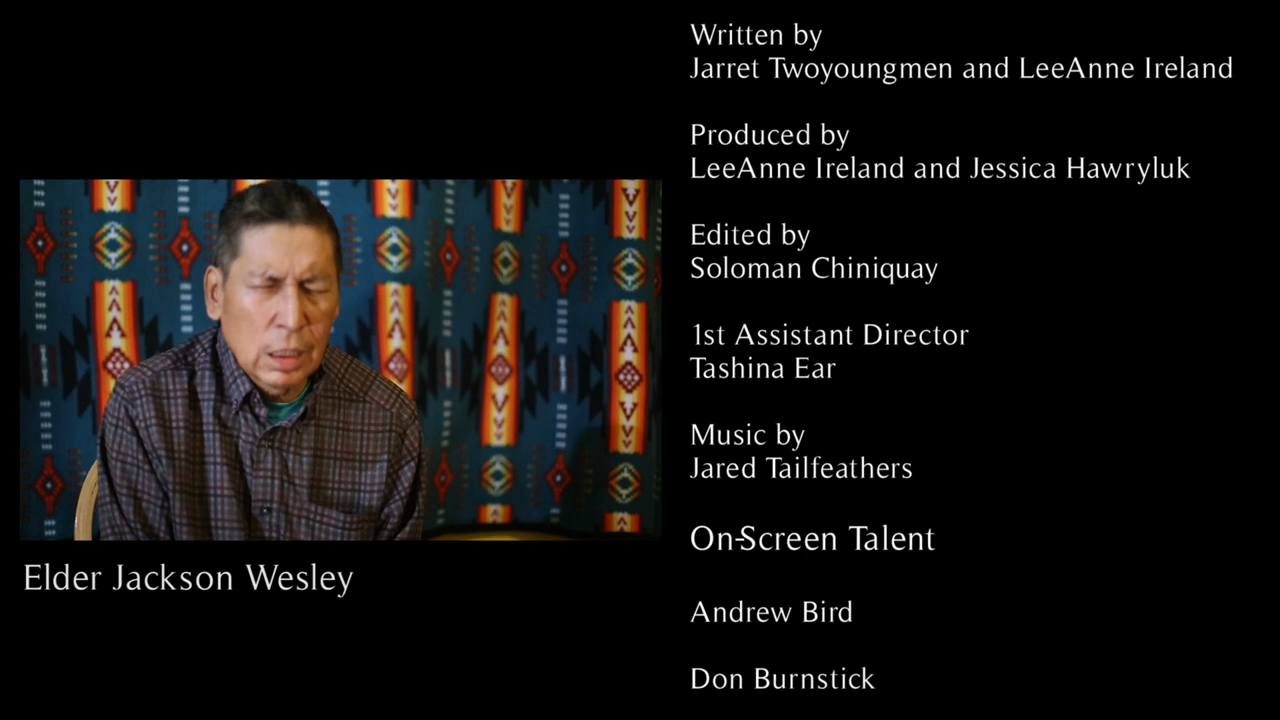 Elder Jackson Wesley
Written by
Jarret Twoyoungmen and LeeAnne Ireland
Produced by
LeeAnne Ireland and Jessica Hawryluk
Edited by
Soloman Chiniquay
1st Assistant Director
Tashina Ear
Music by
Jared Tailfeathers
On-Screen Talent
Andrew Bird
Don Burnstick